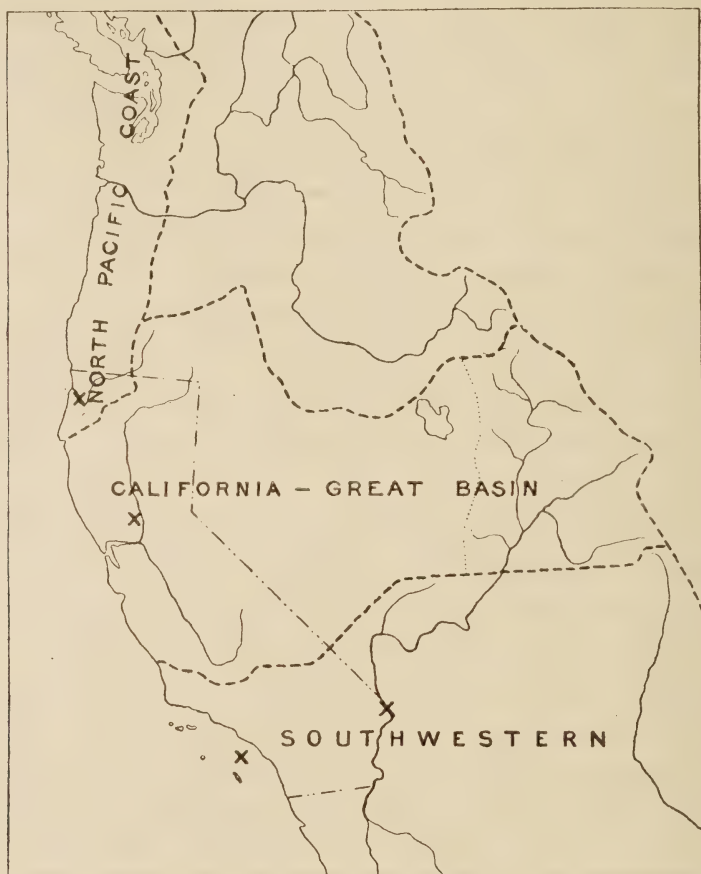 NORTH PACIFIC COAST
CALIFORNIA – GREAT BASIN
SOUTHWESTERN
X
X
X
X